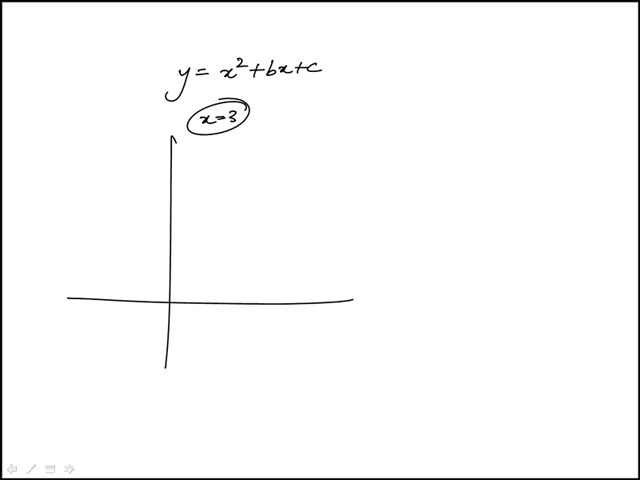 y = x² + bx + c
x = 3